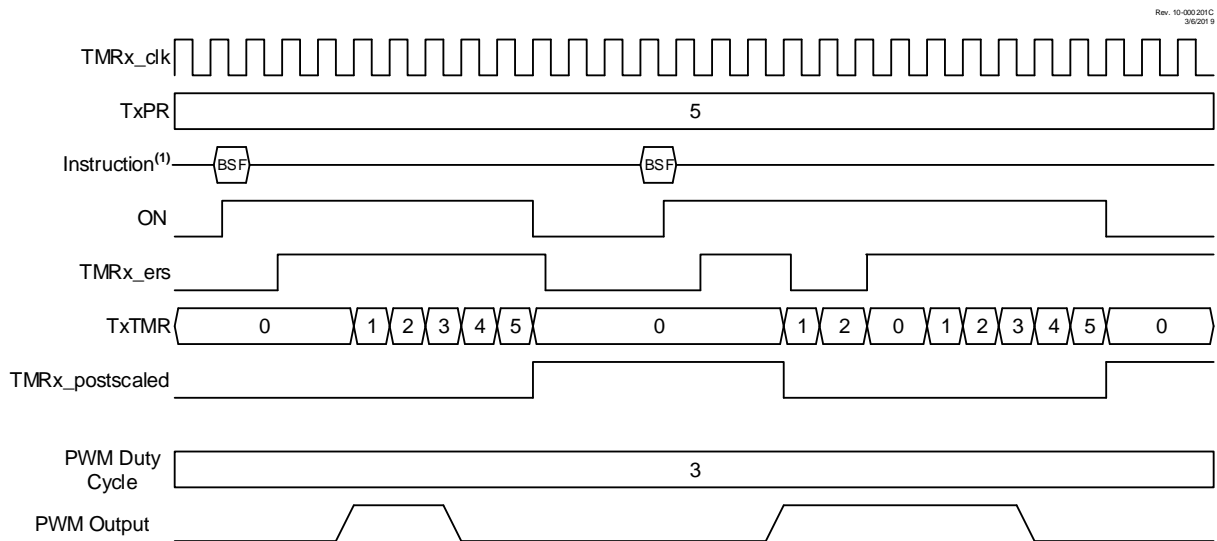 Rev. 10-000201C
3/6/2019
TMRx_clk
TxPR
5
Instruction(1)
BSF
BSF
ON
TMRx_ers
TxTMR
0 1 2 3 4 5 0 1 2 0 1 2 3 4 5 0
TMRx_postscaled
PWM Duty
Cycle
3
PWM Output